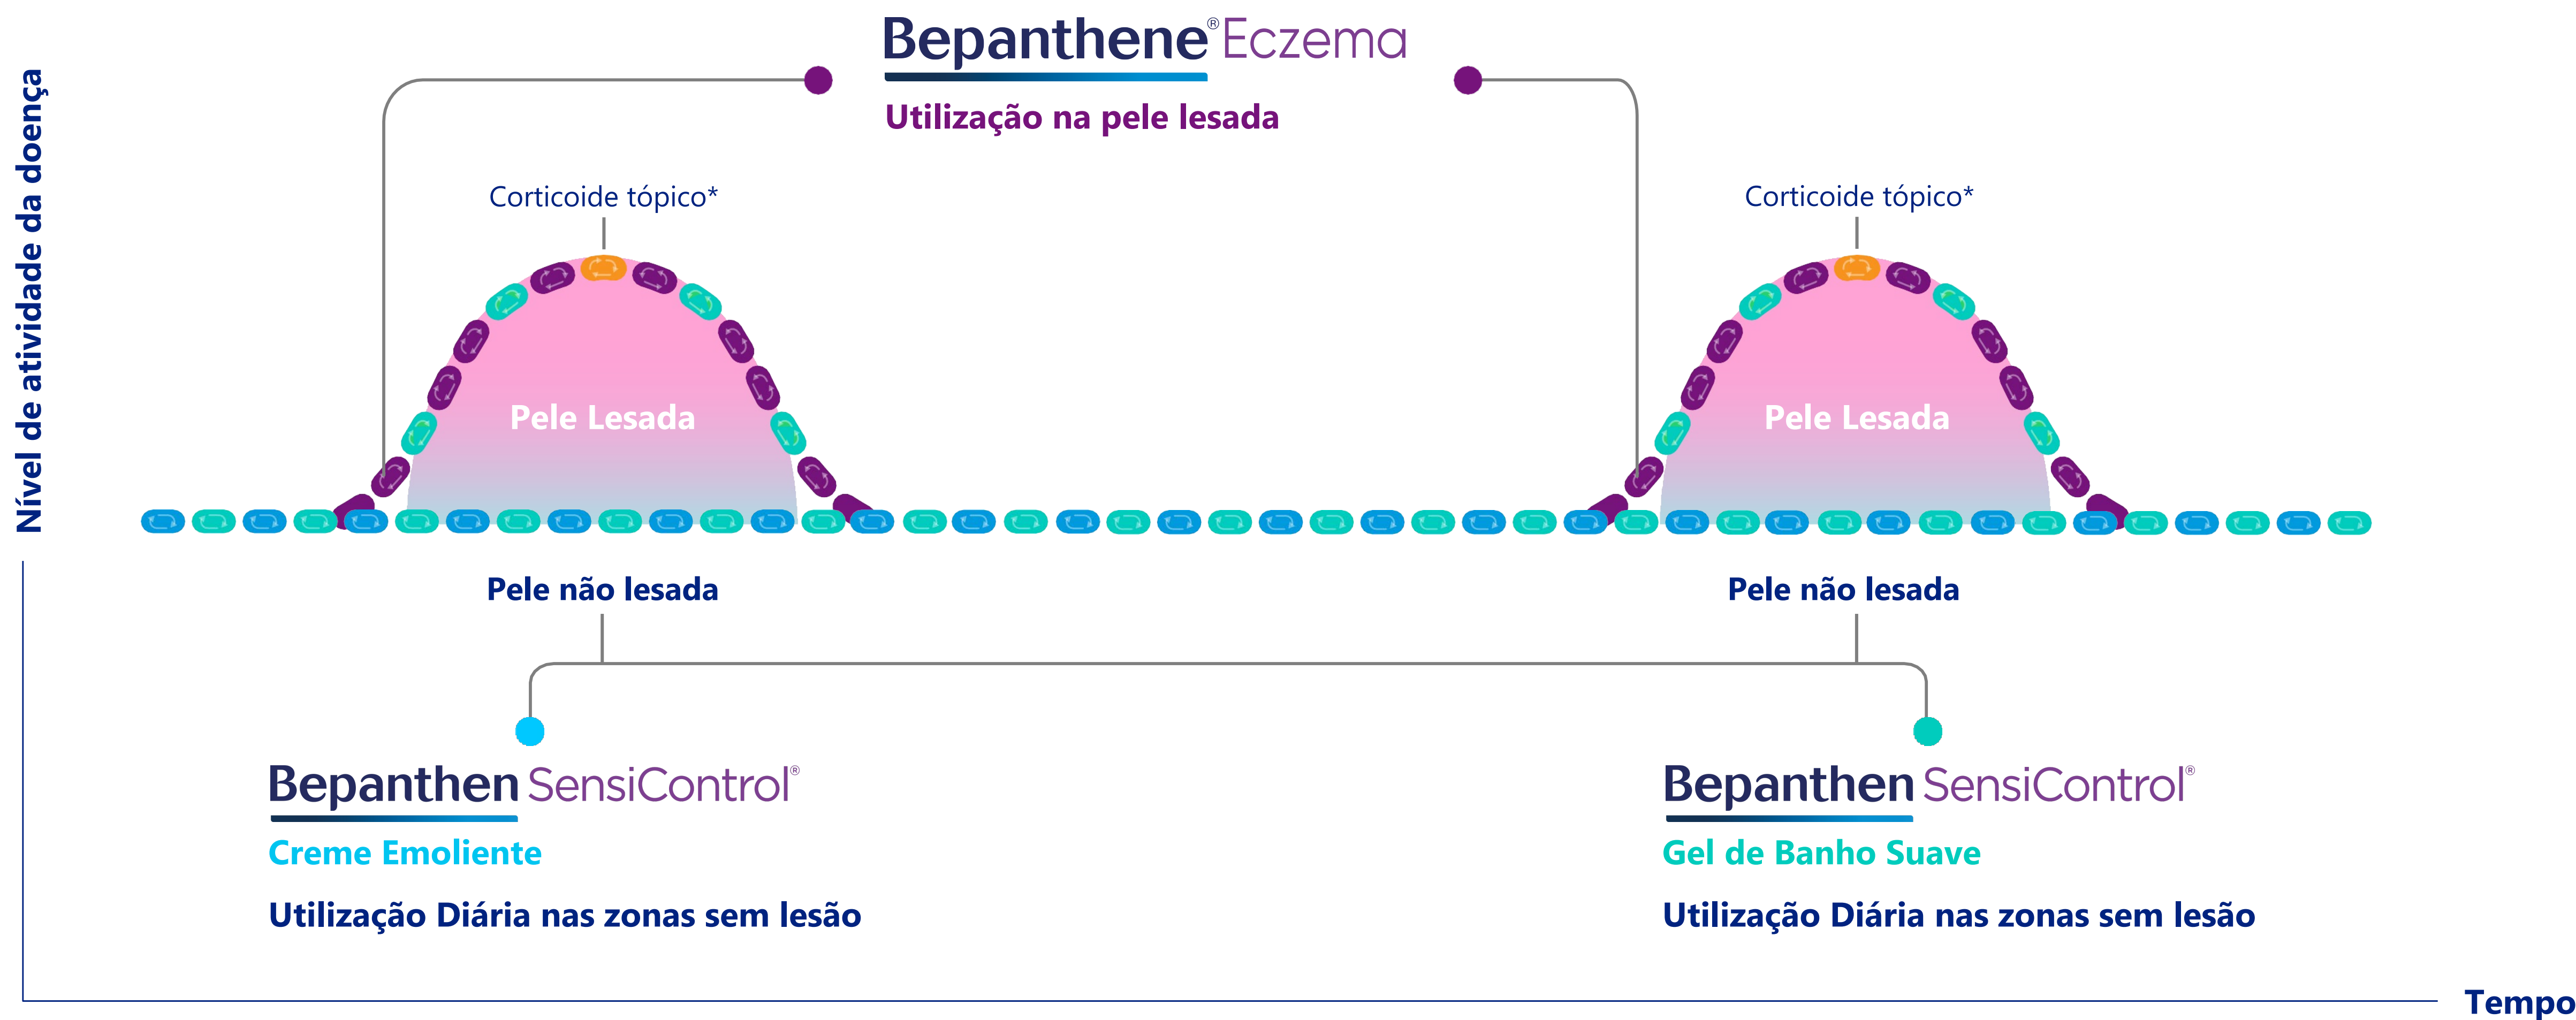 Bepanthene®Eczema
Utilização na pele lesada
Nível de atividade da doença
Corticoide tópico*
Corticoide tópico*
Pele Lesada
Pele Lesada
Pele não lesada
Pele não lesada
Bepanthen SensiControl®
Creme Emoliente
Utilização Diária nas zonas sem lesão
Bepanthen SensiControl®
Gel de Banho Suave
Utilização Diária nas zonas sem lesão
Tempo